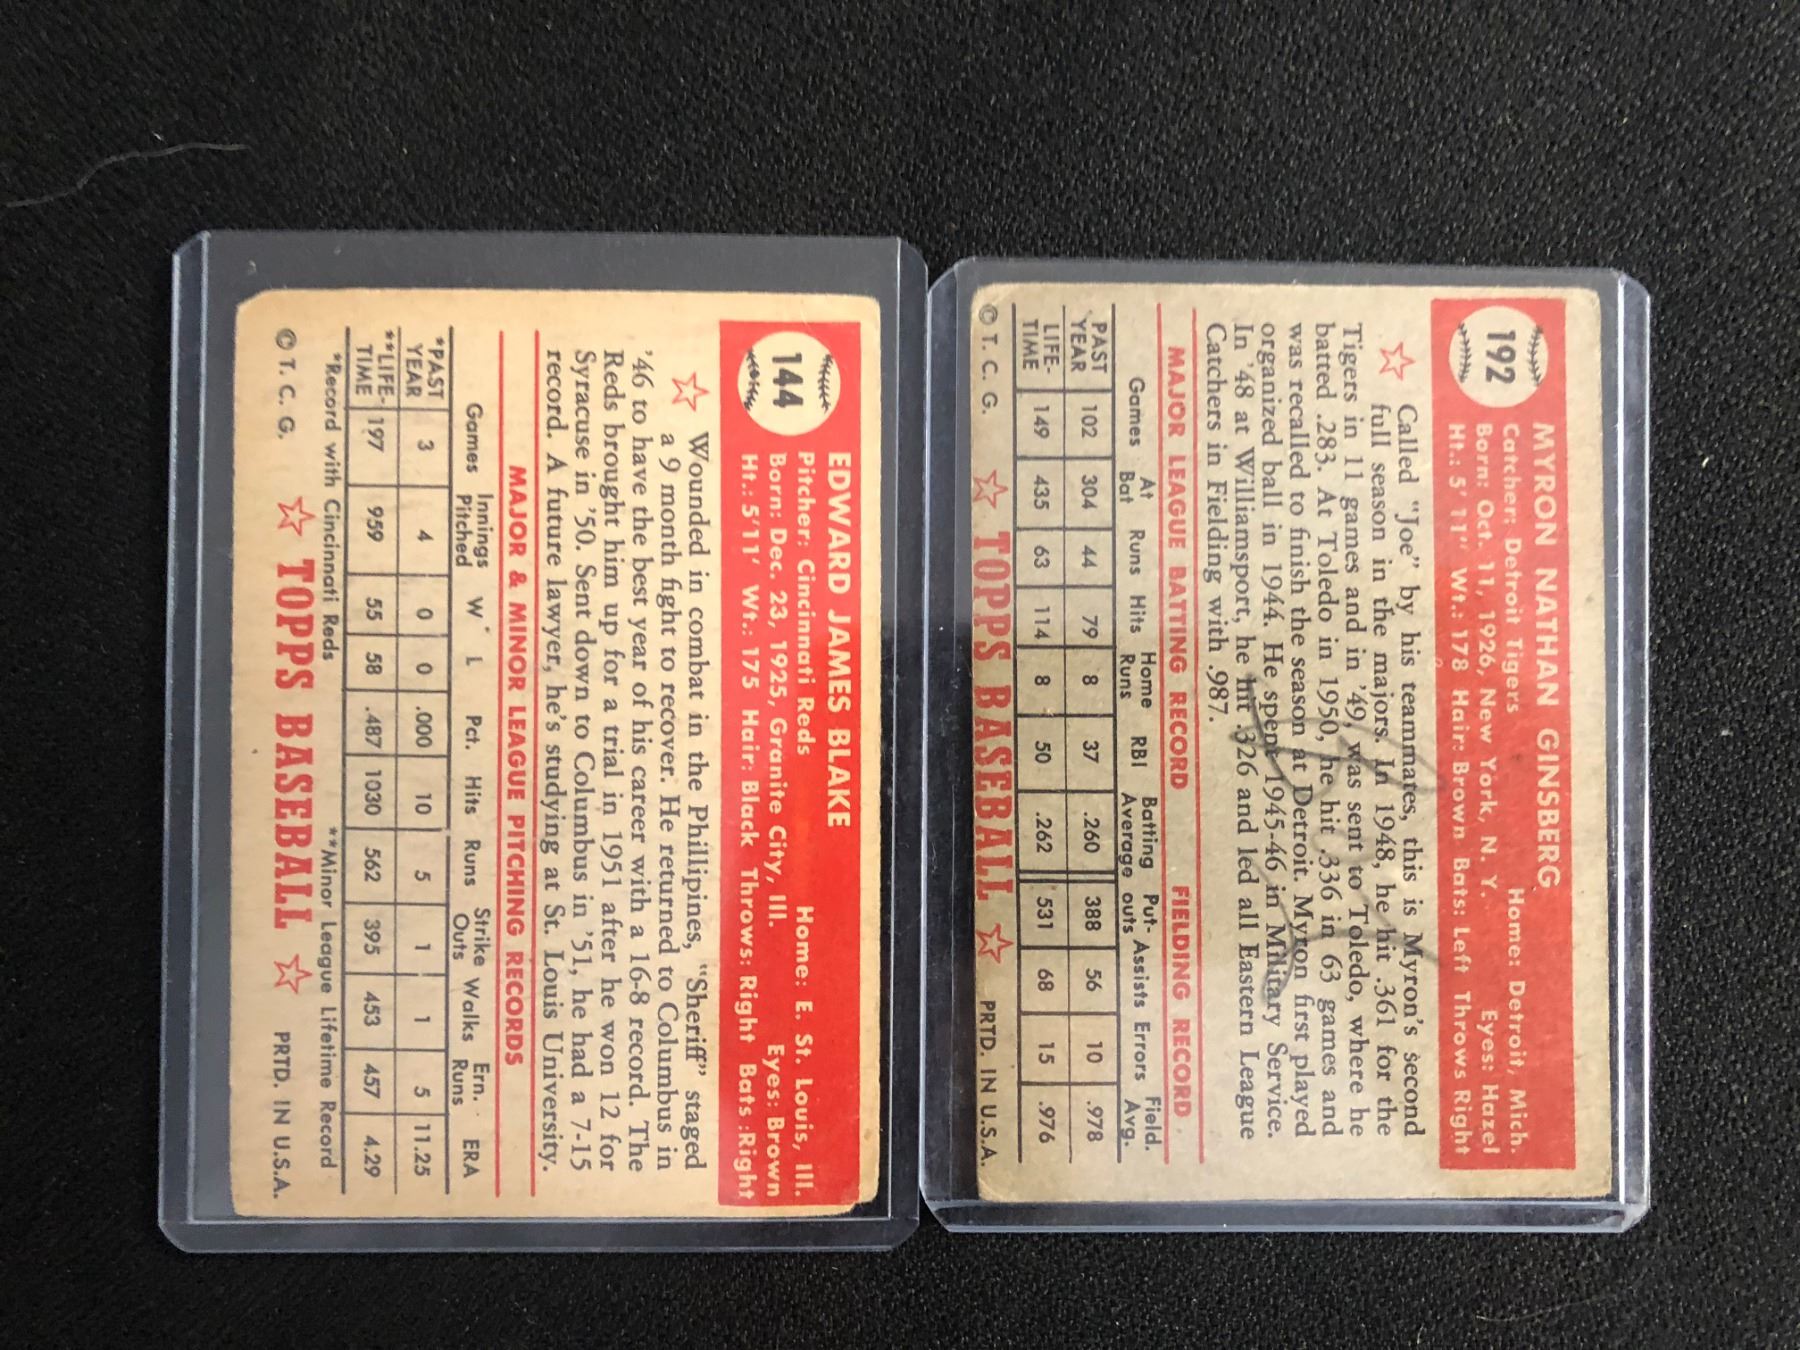 192
MYRON NATHAN GINSBERG
Catcher: Detroit Tigers Home: Detroit, Mich.
Born: Oct. 11, 1926, New York, N. Y. Eyes: Hazel
Ht.: 5' 11" Wt.: 178 Hair: Brown Bats: Left Throws Right
Called "Joe" by his teammates, this is Myron's second
full season in the majors. In 1948, he hit .361 for the
Tigers in 11 games and in '49, was sent to Toledo, where he
batted .283. At Toledo in 1950, he hit .336 in 63 games and
was recalled to finish the season at Detroit. Myron first played
organized ball in 1944. He spent 1945-46 in Military Service.
In '48 at Williamsport, he hit .326 and led all Eastern League
Catchers in Fielding with .987.
MAJOR LEAGUE BATTING RECORD FIELDING RECORD
Games At Bat Runs Hits Home Runs RBI Batting Average Put-outs Assists Errors Field. Avg.
PAST YEAR 102 304 44 79 8 37 .260 388 56 10 .978
LIFE-TIME 149 435 63 114 8 50 .262 531 68 15 .976
© T. C. G. TOPPS BASEBALL PRTD. IN U.S.A.
144
EDWARD JAMES BLAKE
Pitcher: Cincinnati Reds Home: E. St. Louis, Ill.
Born: Dec. 23, 1925, Granite City, Ill. Eyes: Brown
Ht.: 5'11' Wt.: 175 Hair: Black Throws: Right Bats :Right
Wounded in combat in the Phillipines, "Sheriff" staged
a 9 month fight to recover. He returned to Columbus in
'46 to have the best year of his career with a 16-8 record. The
Reds brought him up for a trial in 1951 after he won 12 for
Syracuse in '50. Sent down to Columbus in '51, he had a 7-15
record. A future lawyer, he's studying at St. Louis University.
MAJOR & MINOR LEAGUE PITCHING RECORDS
Games Innings Pitched W L Pct. Hits Runs Strike Outs Walks Ern. Runs ERA
*PAST YEAR 3 4 0 0 .000 10 5 1 1 5 11.25
**LIFE-TIME 197 959 55 58 .487 1030 562 395 453 457 4.29
*Record with Cincinnati Reds **Minor League Lifetime Record
© T. C. G. TOPPS BASEBALL PRTD. IN U.S.A.